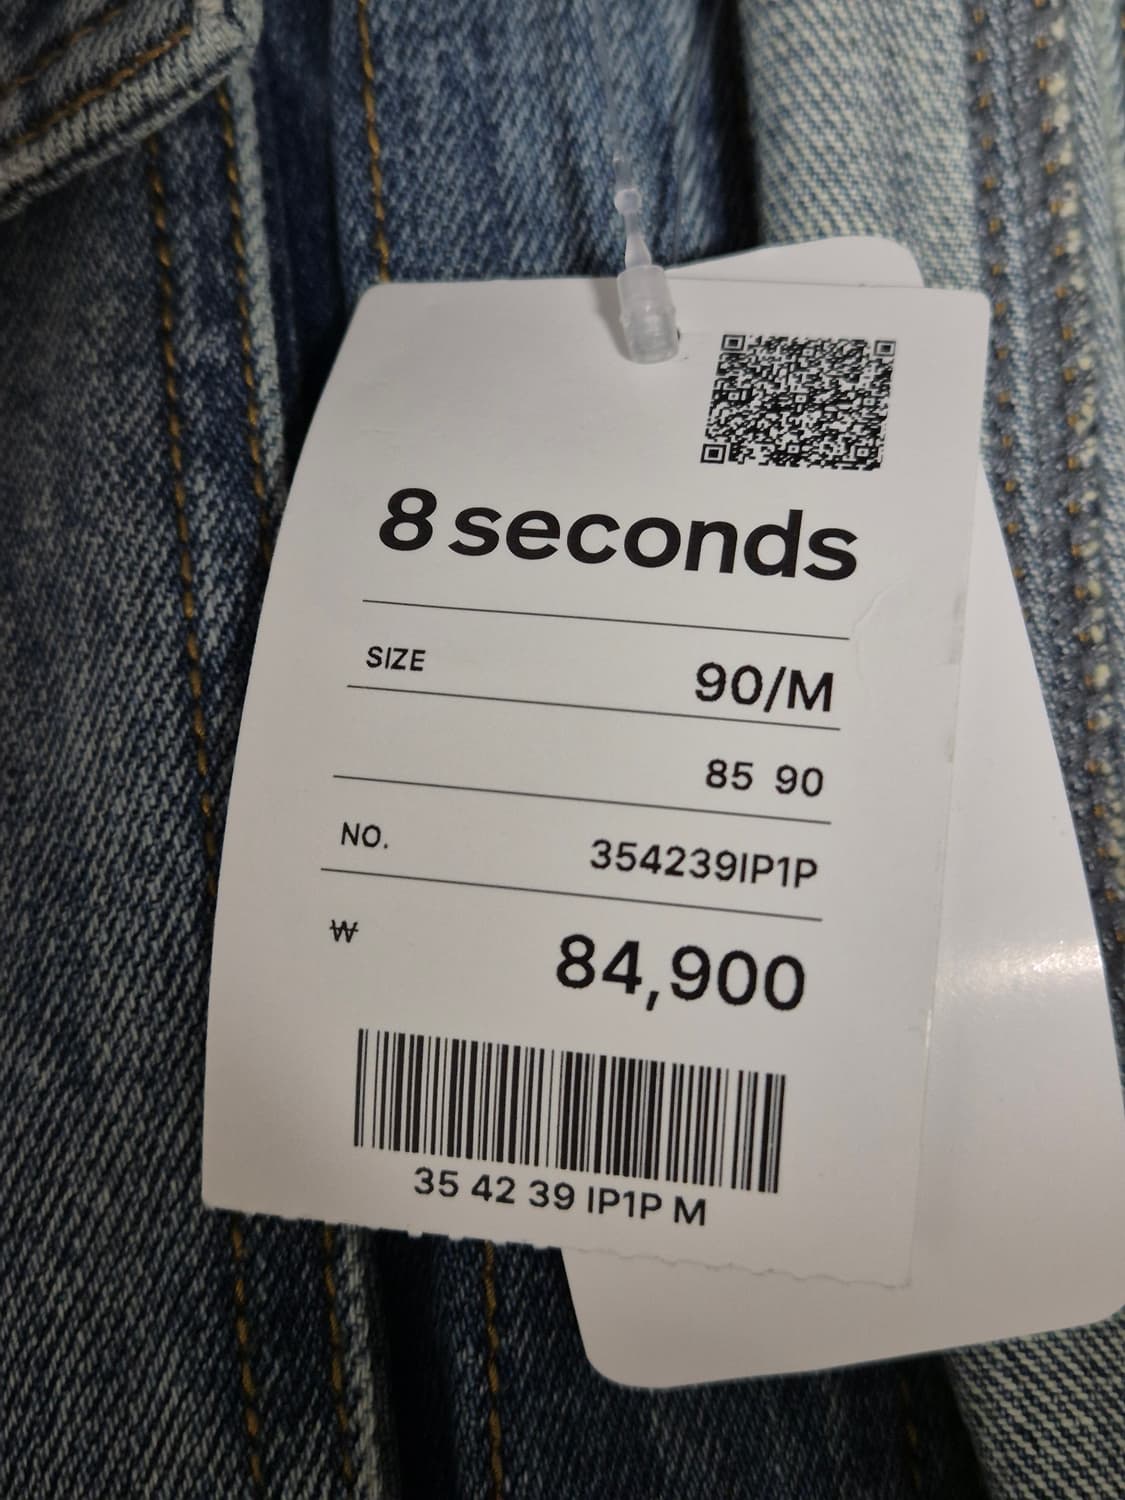 8 seconds
SIZE 90/M
85 90
NO. 354239IP1P
₩ 84,900
35 42 39 IP1P M